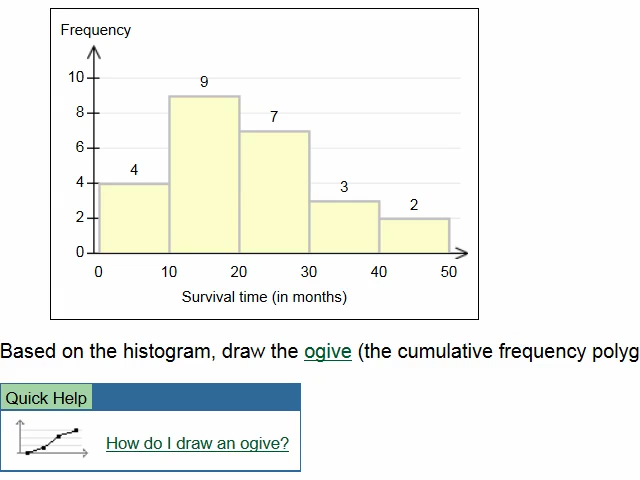 Frequency
10
9
8
7
6
4
4
3
2
2
0
0 10 20 30 40 50
Survival time (in months)
Based on the histogram, draw the ogive (the cumulative frequency polyg
Quick Help
How do I draw an ogive?